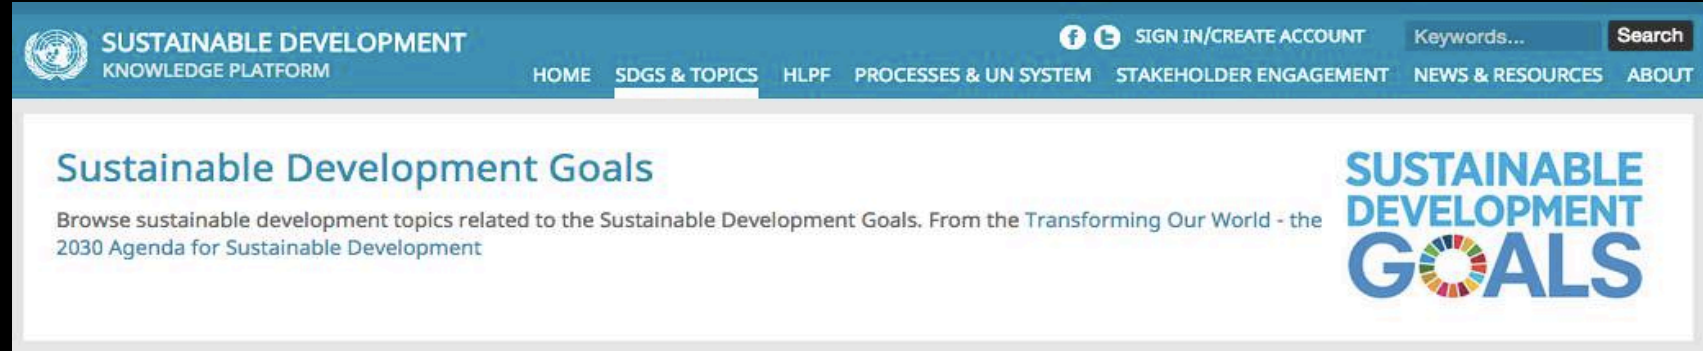 SUSTAINABLE DEVELOPMENT
KNOWLEDGE PLATFORM
SIGN IN/CREATE ACCOUNT
Keywords...
Search
HOME SDGS & TOPICS HLPF PROCESSES & UN SYSTEM STAKEHOLDER ENGAGEMENT NEWS & RESOURCES ABOUT
Sustainable Development Goals
Browse sustainable development topics related to the Sustainable Development Goals. From the Transforming Our World - the
2030 Agenda for Sustainable Development
SUSTAINABLE
DEVELOPMENT
GOALS